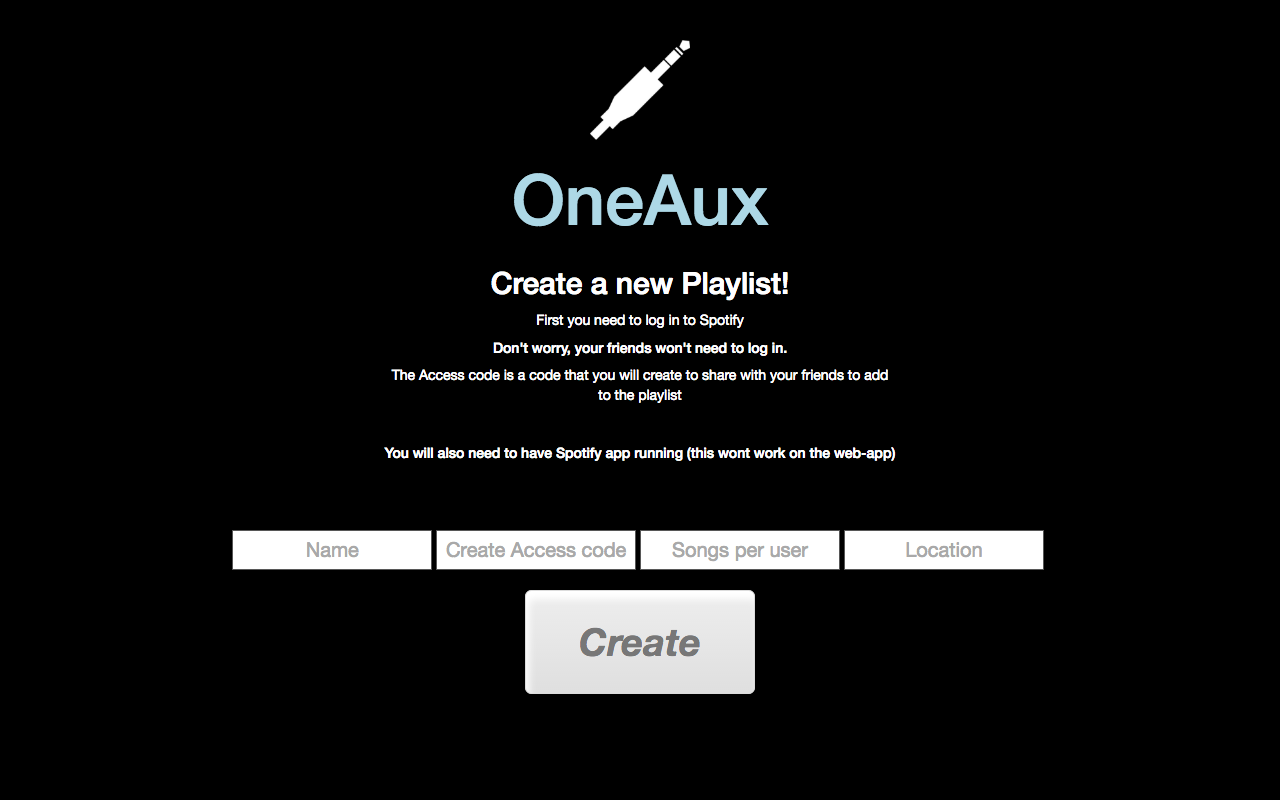 OneAux
Create a new Playlist!
First you need to log in to Spotify
Don't worry, your friends won't need to log in.
The Access code is a code that you will create to share with your friends to add
to the playlist
You will also need to have Spotify app running (this wont work on the web-app)
Name Create Access code Songs per user Location
Create